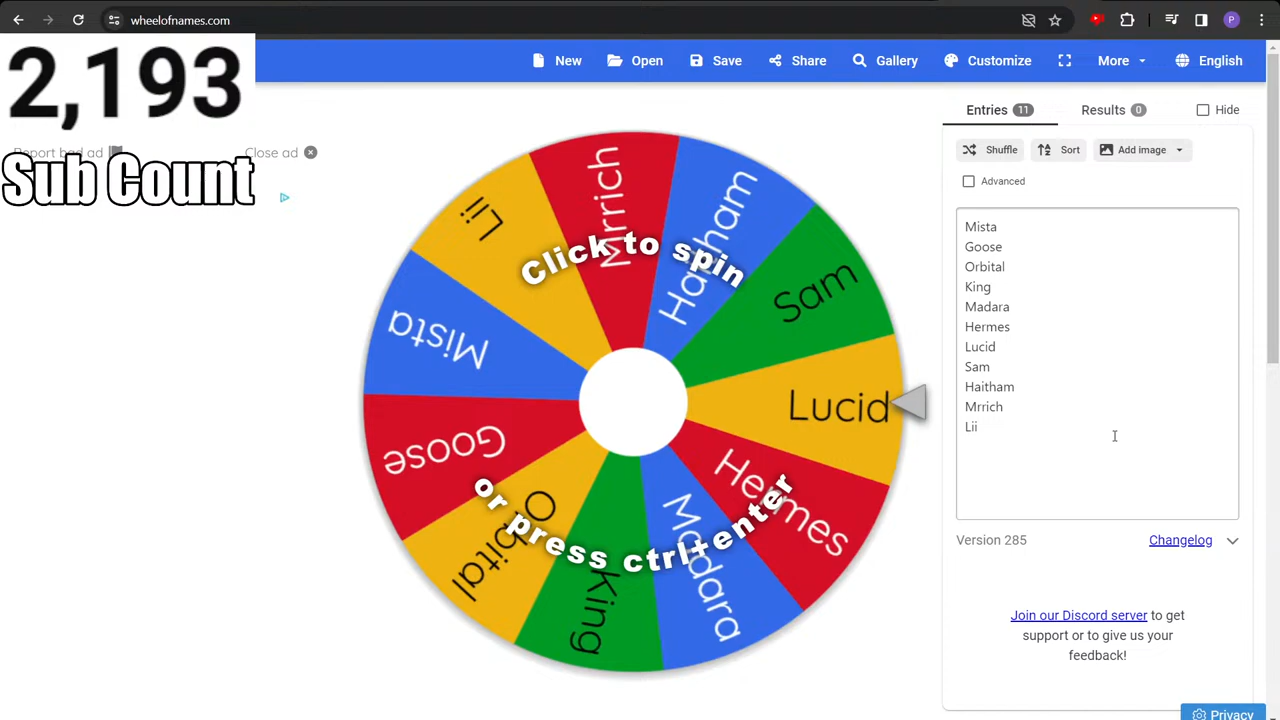 wheelofnames.com
P
2,193
Sub Count
Report bad ad
Close ad
New
Open
Save
Share
Gallery
Customize
More
English
Entries 11
Results 0
Hide
Shuffle
Sort
Add image
Advanced
Mista
Goose
Orbital
King
Madara
Hermes
Lucid
Sam
Haitham
Mrrich
Lii
Version 285
Changelog
Join our Discord server to get
support or to give us your
feedback!
Privacy
Click to spin
or press ctrl+enter
Lii
Mrrich
Haitham
Sam
Lucid
Hermes
Madara
King
Orbital
Goose
Mista